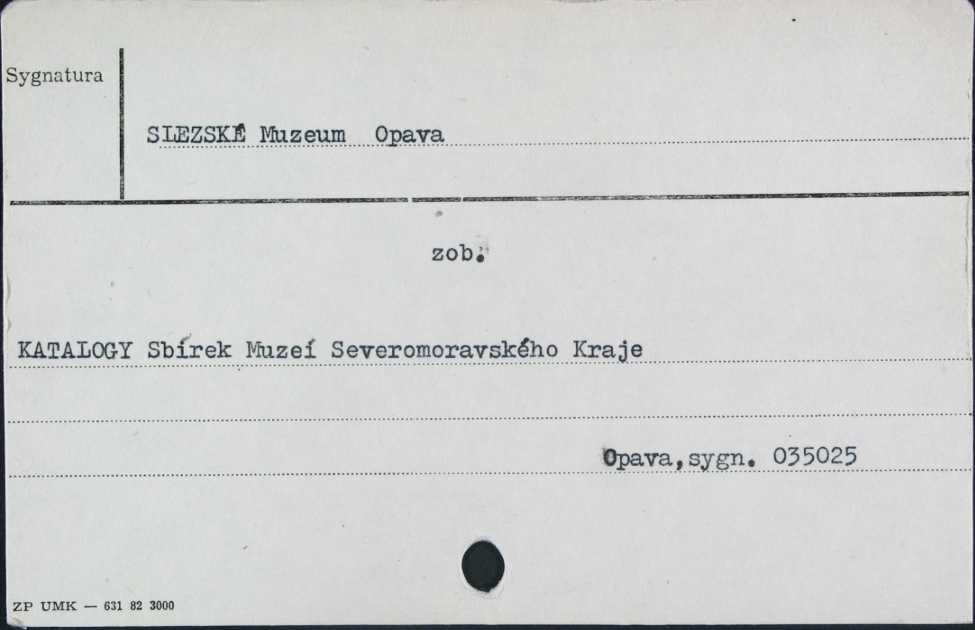 Sygnatura
SLEZSKÉ Muzeum Opava
zob.
KATALOGY Sbírek Muzeí Severomoravského Kraje
Opava,sygn. 035025
ZP UMK — 631 82 3000